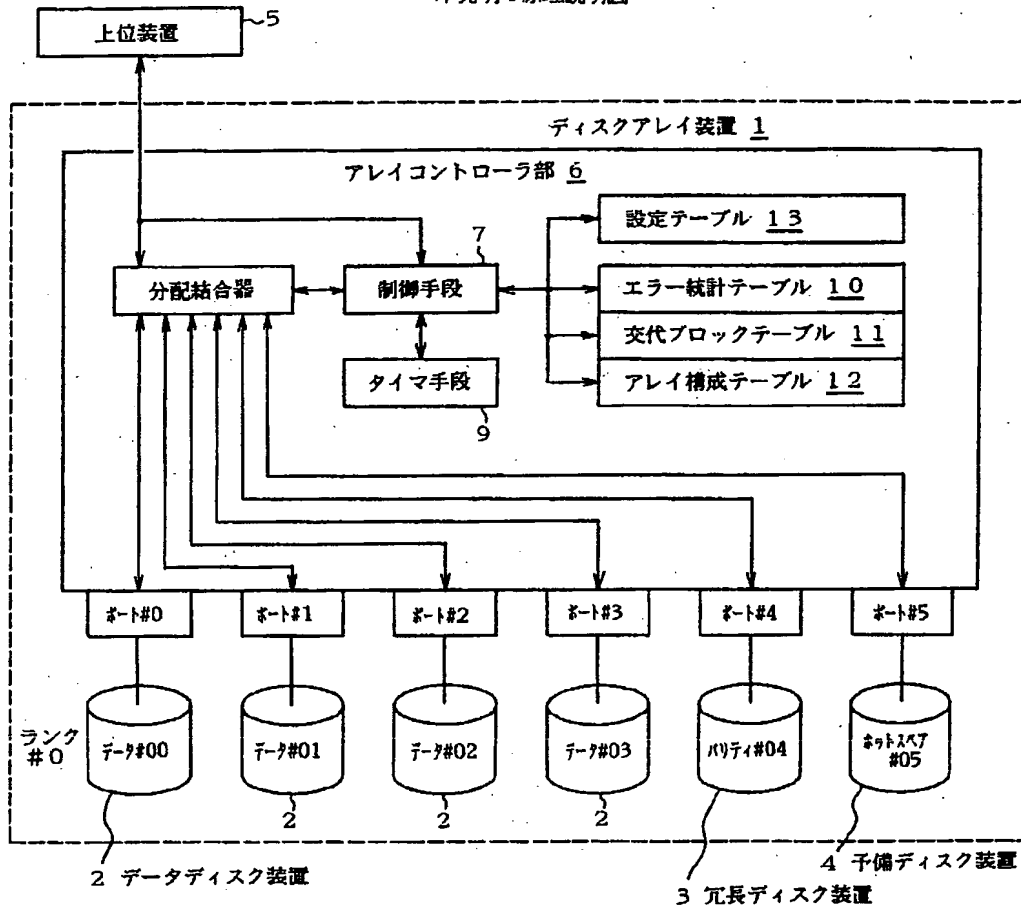 上位装置
5
ディスクアレイ装置 1
アレイコントローラ部 6
設定テーブル 13
7
分配結合器
制御手段
エラー統計テーブル 10
交代ブロックテーブル 11
タイマ手段
アレイ構成テーブル 12
9
ポート#0
ポート#1
ポート#2
ポート#3
ポート#4
ポート#5
ランク
#0
データ#00
データ#01
データ#02
データ#03
パリティ#04
ホットスペア
#05
2
2
2
2 データディスク装置
4 予備ディスク装置
3 冗長ディスク装置